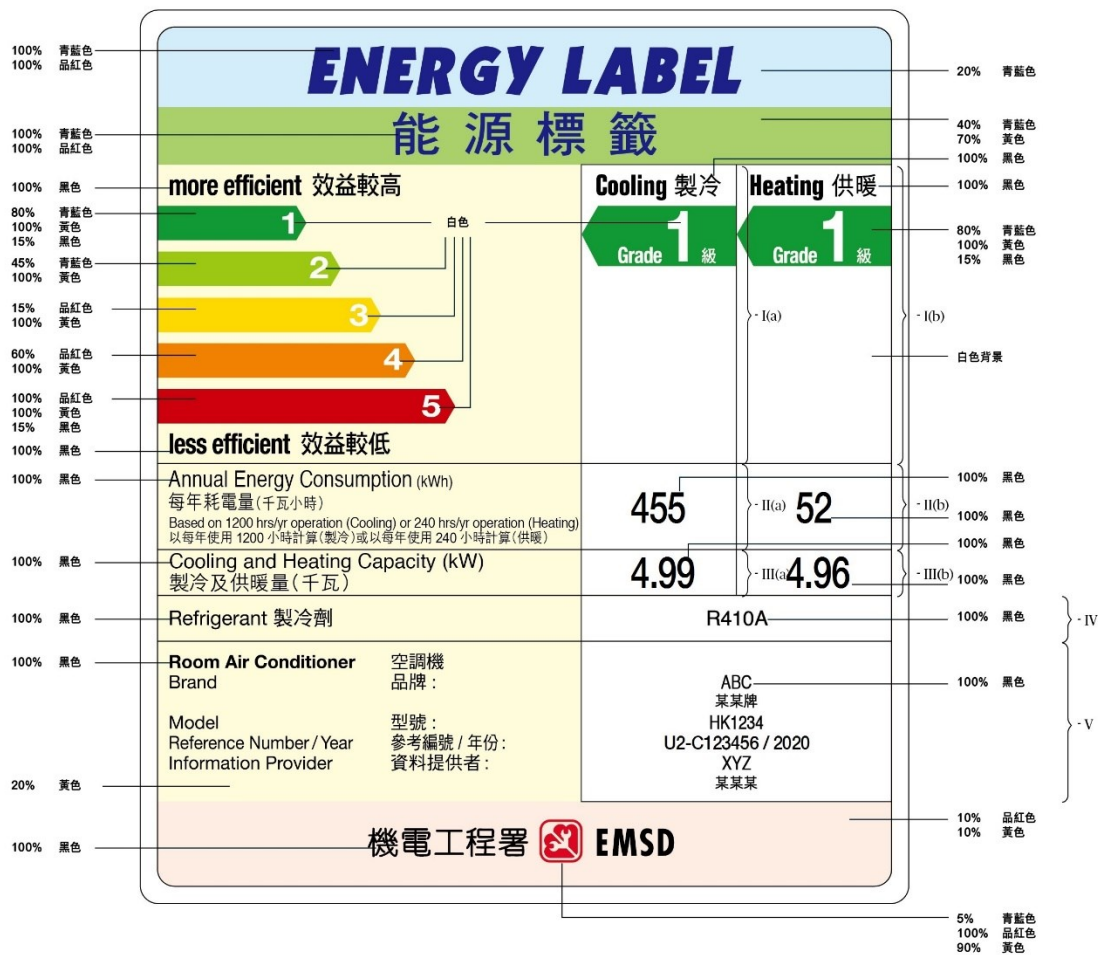 100% 青藍色
100% 品紅色
ENERGY LABEL
20% 青藍色
100% 青藍色
100% 品紅色
能源標籤
40% 青藍色
70% 黃色
100% 黑色
100% 黑色
more efficient 效益較高
Cooling 製冷
Heating 供暖
100% 黑色
80% 青藍色
100% 黃色
15% 黑色
1
白色
Grade 1 級
Grade 1 級
80% 青藍色
100% 黃色
15% 黑色
45% 青藍色
100% 黃色
2
15% 品紅色
100% 黃色
3
- I(a)
- I(b)
60% 品紅色
100% 黃色
4
白色背景
100% 品紅色
100% 黃色
15% 黑色
5
100% 黑色
less efficient 效益較低
100% 黑色
Annual Energy Consumption (kWh)
每年耗電量(千瓦小時)
Based on 1200 hrs/yr operation (Cooling) or 240 hrs/yr operation (Heating)
以每年使用 1200 小時計算(製冷)或以每年使用 240 小時計算(供暖)
455
- II(a)
52
- II(b)
100% 黑色
100% 黑色
100% 黑色
100% 黑色
Cooling and Heating Capacity (kW)
製冷及供暖量(千瓦)
4.99
- III(a)
4.96
- III(b)
100% 黑色
100% 黑色
Refrigerant 製冷劑
R410A
100% 黑色
- IV
100% 黑色
Room Air Conditioner 空調機
Brand 品牌 :
ABC
某某牌
100% 黑色
Model 型號 :
HK1234
Reference Number / Year 參考編號 / 年份 :
U2-C123456 / 2020
Information Provider 資料提供者 :
XYZ
某某某
- V
20% 黃色
100% 黑色
機電工程署 EMSD
10% 品紅色
10% 黃色
5% 青藍色
100% 品紅色
90% 黃色